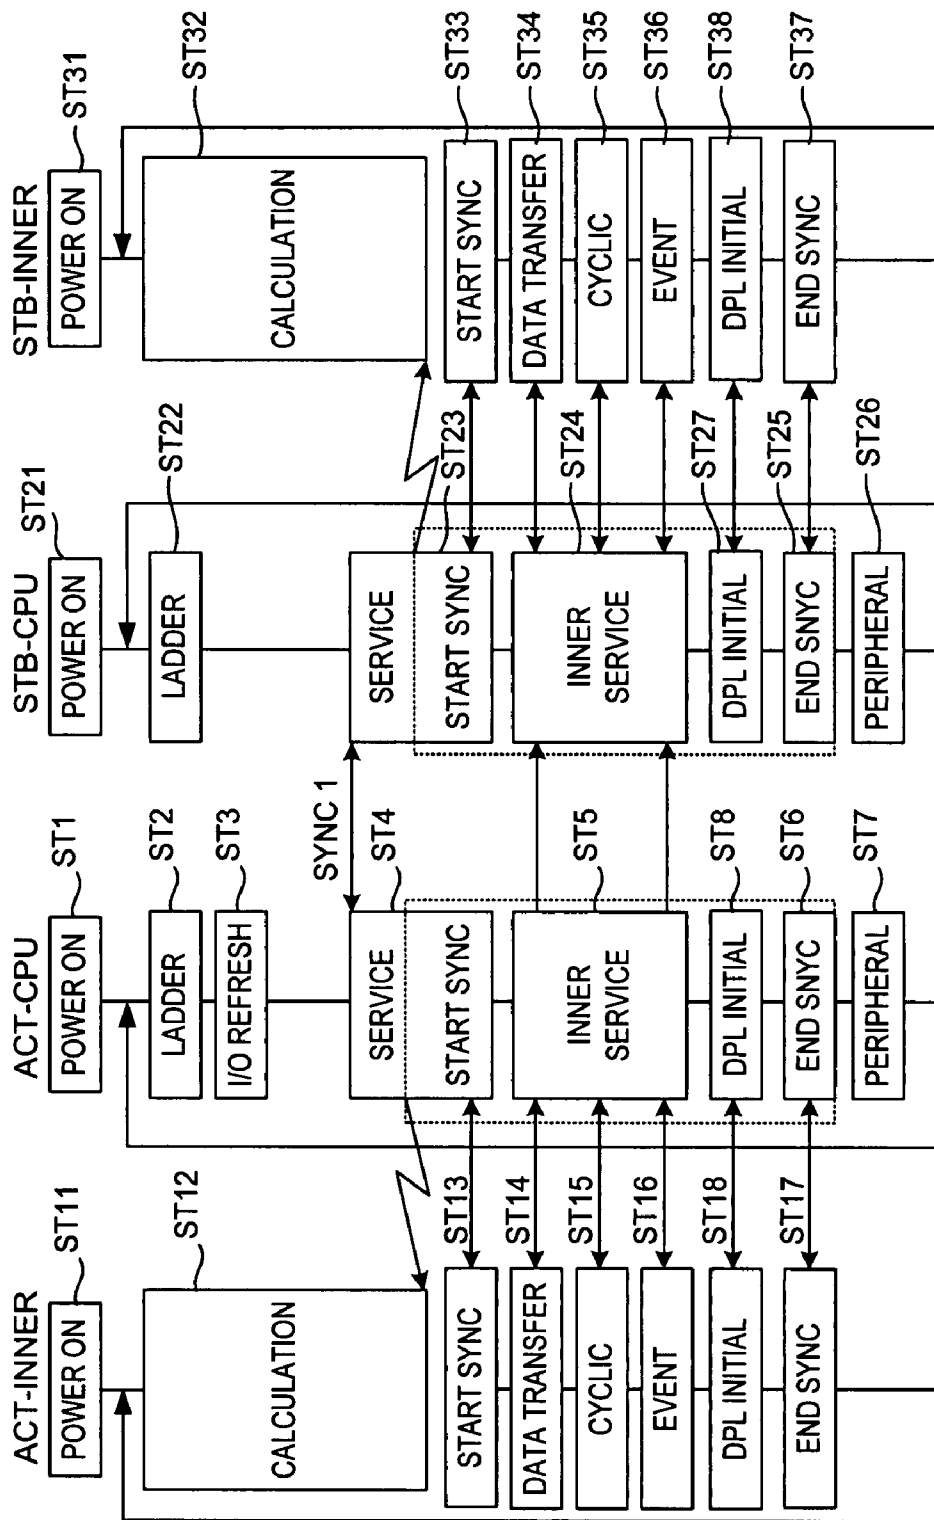 ACT-INNER
POWER ON
ST11
CALCULATION
ST12
START SYNC
ST13
DATA TRANSFER
ST14
CYCLIC
ST15
EVENT
ST16
DPL INITIAL
ST18
END SYNC
ST17
ACT-CPU
POWER ON
ST1
LADDER
ST2
I/O REFRESH
ST3
SYNC 1
SERVICE
ST4
START SYNC
INNER
SERVICE
ST5
DPL INITIAL
ST8
END SNYC
ST6
PERIPHERAL
ST7
STB-CPU
POWER ON
ST21
LADDER
ST22
SERVICE
START SYNC
ST23
INNER
SERVICE
ST24
DPL INITIAL
ST27
END SNYC
ST25
PERIPHERAL
ST26
STB-INNER
POWER ON
ST31
CALCULATION
ST32
START SYNC
ST33
DATA TRANSFER
ST34
CYCLIC
ST35
EVENT
ST36
DPL INITIAL
ST38
END SYNC
ST37